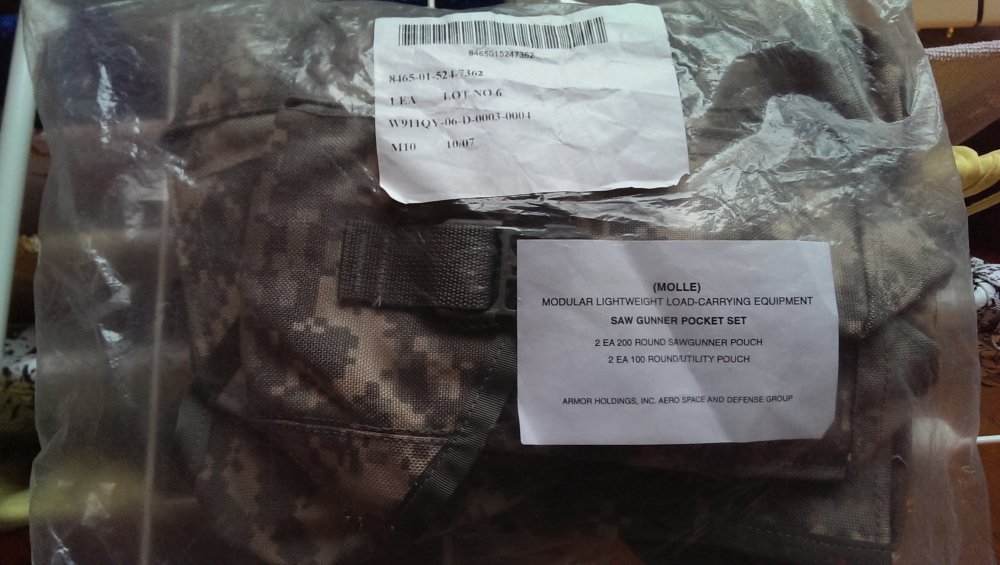 8465015247362
8465-01-524-7362
1 EA LOT NO.6
W911QY-06-D-0003-0004
M10 10/07
(MOLLE)
MODULAR LIGHTWEIGHT LOAD-CARRYING EQUIPMENT
SAW GUNNER POCKET SET
2 EA 200 ROUND SAWGUNNER POUCH
2 EA 100 ROUND/UTILITY POUCH
ARMOR HOLDINGS, INC. AERO SPACE AND DEFENSE GROUP